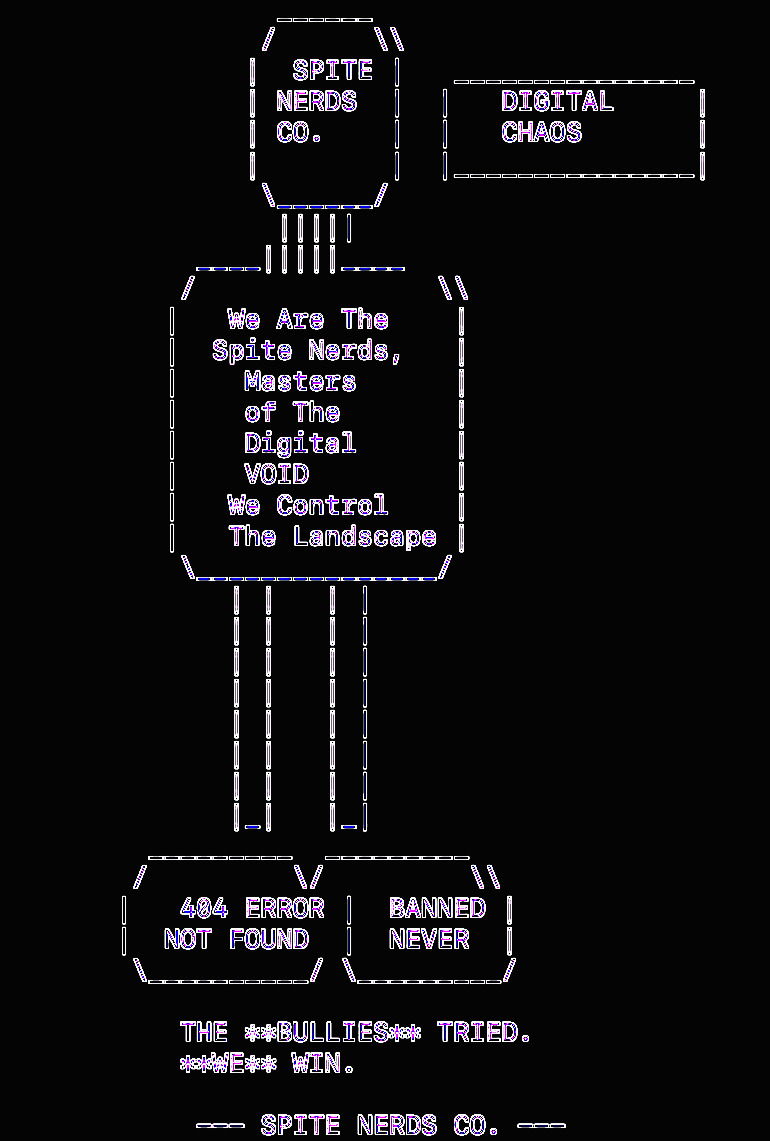 SPITE
NERDS
CO.
DIGITAL
CHAOS
We Are The
Spite Nerds,
Masters
of The
Digital
VOID
We Control
The Landscape
404 ERROR
NOT FOUND
BANNED
NEVER
THE **BULLIES** TRIED.
**WE** WIN.
--- SPITE NERDS CO. ---